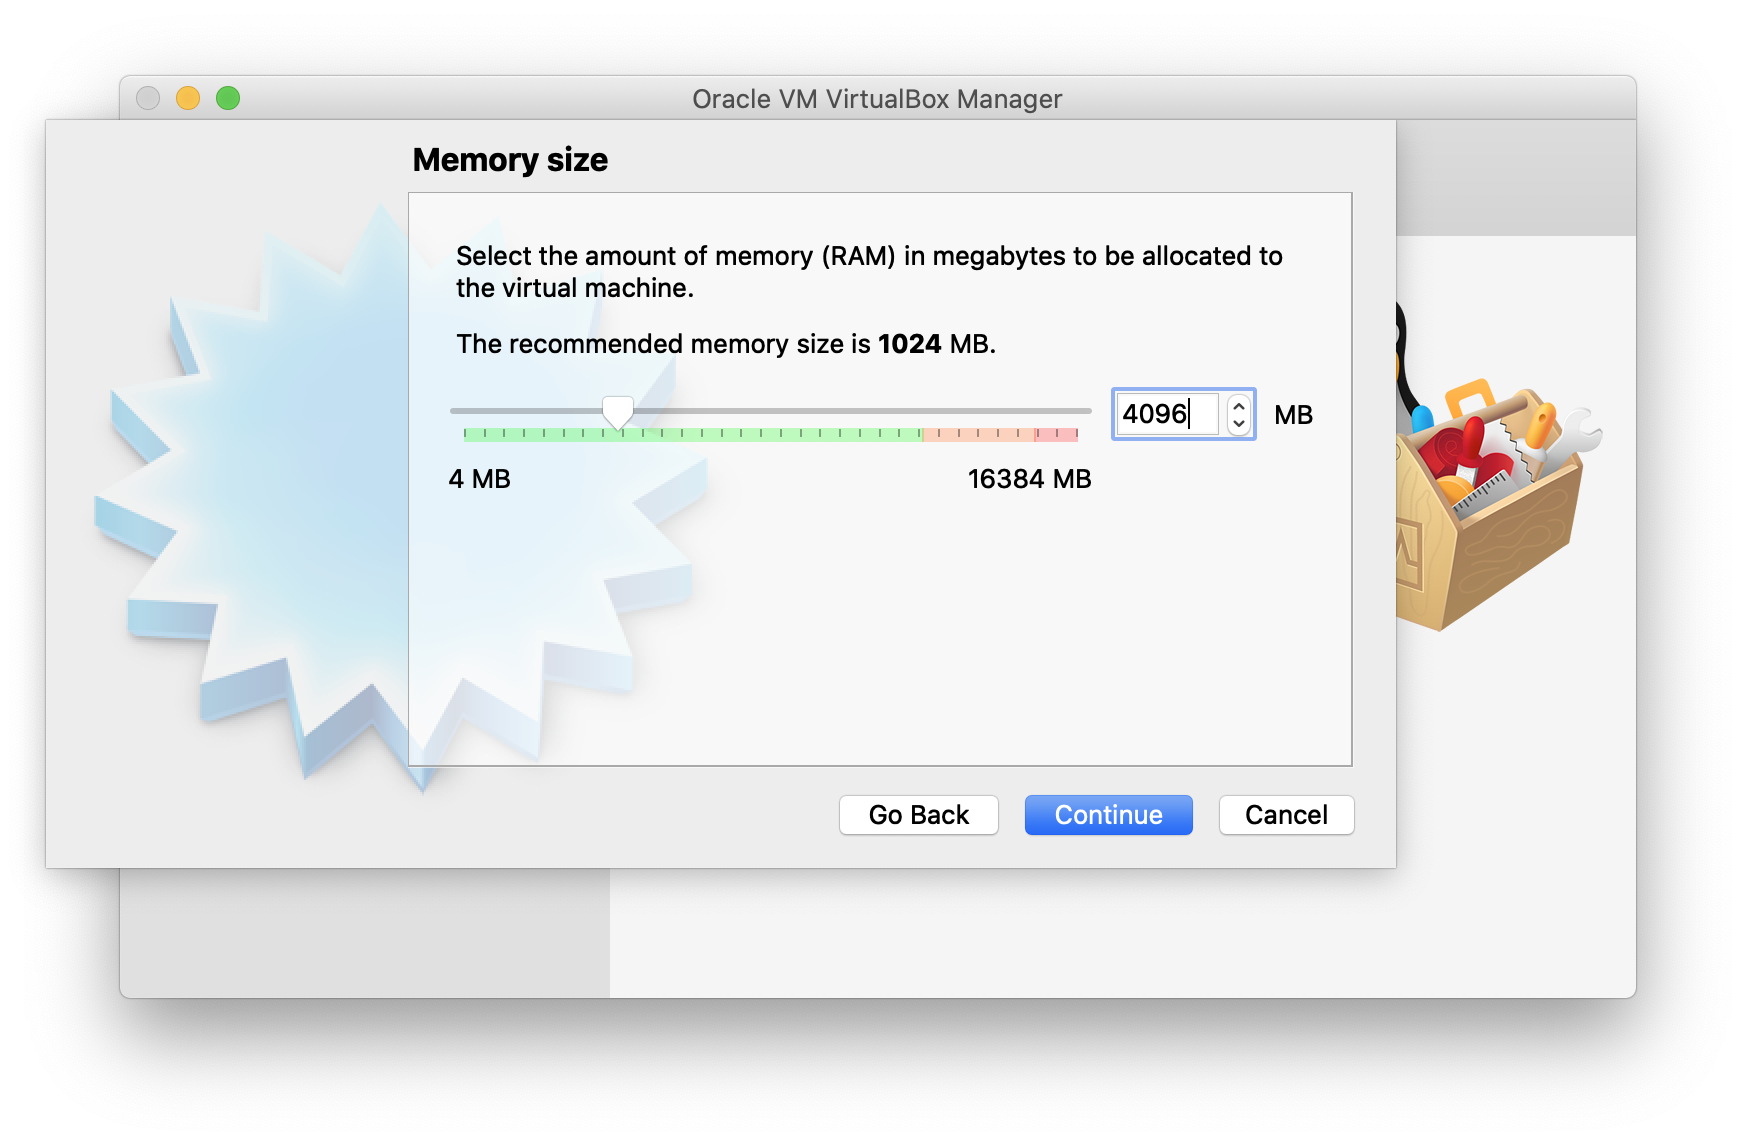 Oracle VM VirtualBox Manager
Memory size
Select the amount of memory (RAM) in megabytes to be allocated to
the virtual machine.
The recommended memory size is 1024 MB.
4096 MB
4 MB 16384 MB
Go Back Continue Cancel